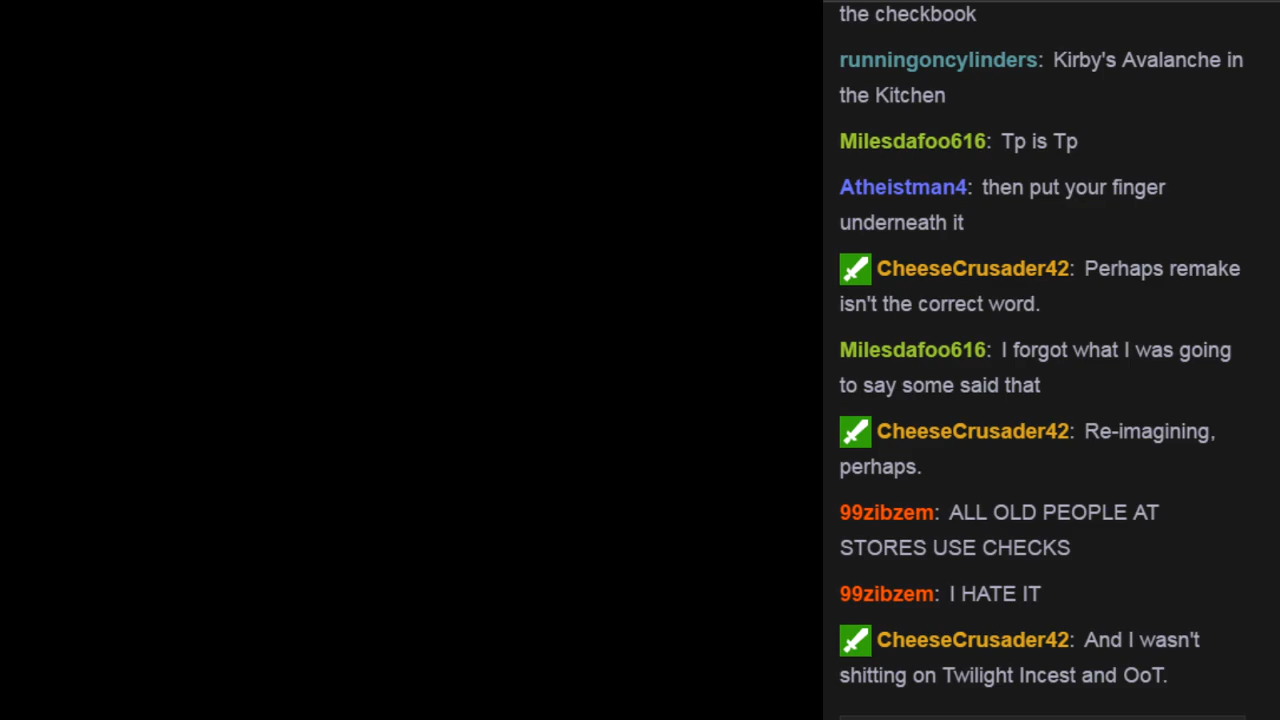 the checkbook
runningoncylinders: Kirby's Avalanche in
the Kitchen
Milesdafoo616: Tp is Tp
Atheistman4: then put your finger
underneath it
CheeseCrusader42: Perhaps remake
isn't the correct word.
Milesdafoo616: I forgot what I was going
to say some said that
CheeseCrusader42: Re-imagining,
perhaps.
99zibzem: ALL OLD PEOPLE AT
STORES USE CHECKS
99zibzem: I HATE IT
CheeseCrusader42: And I wasn't
shitting on Twilight Incest and OoT.